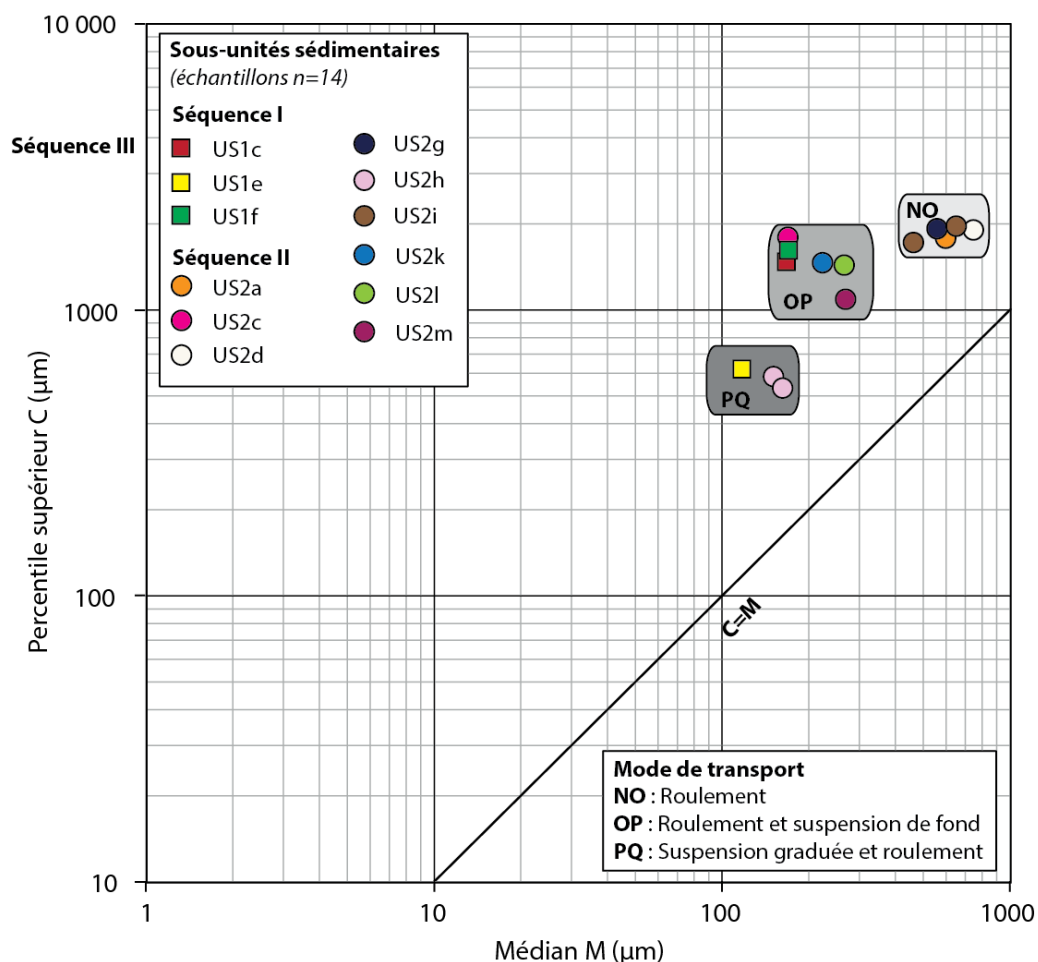 10 000
1000
100
10
Séquence III
Percentile supérieur C (µm)
Sous-unités sédimentaires
(échantillons n=14)
Séquence I
US1c
US1e
US1f
Séquence II
US2a
US2c
US2d
US2g
US2h
US2i
US2k
US2l
US2m
NO
OP
PQ
C=M
Mode de transport
NO : Roulement
OP : Roulement et suspension de fond
PQ : Suspension graduée et roulement
1
10
100
1000
Médian M (µm)